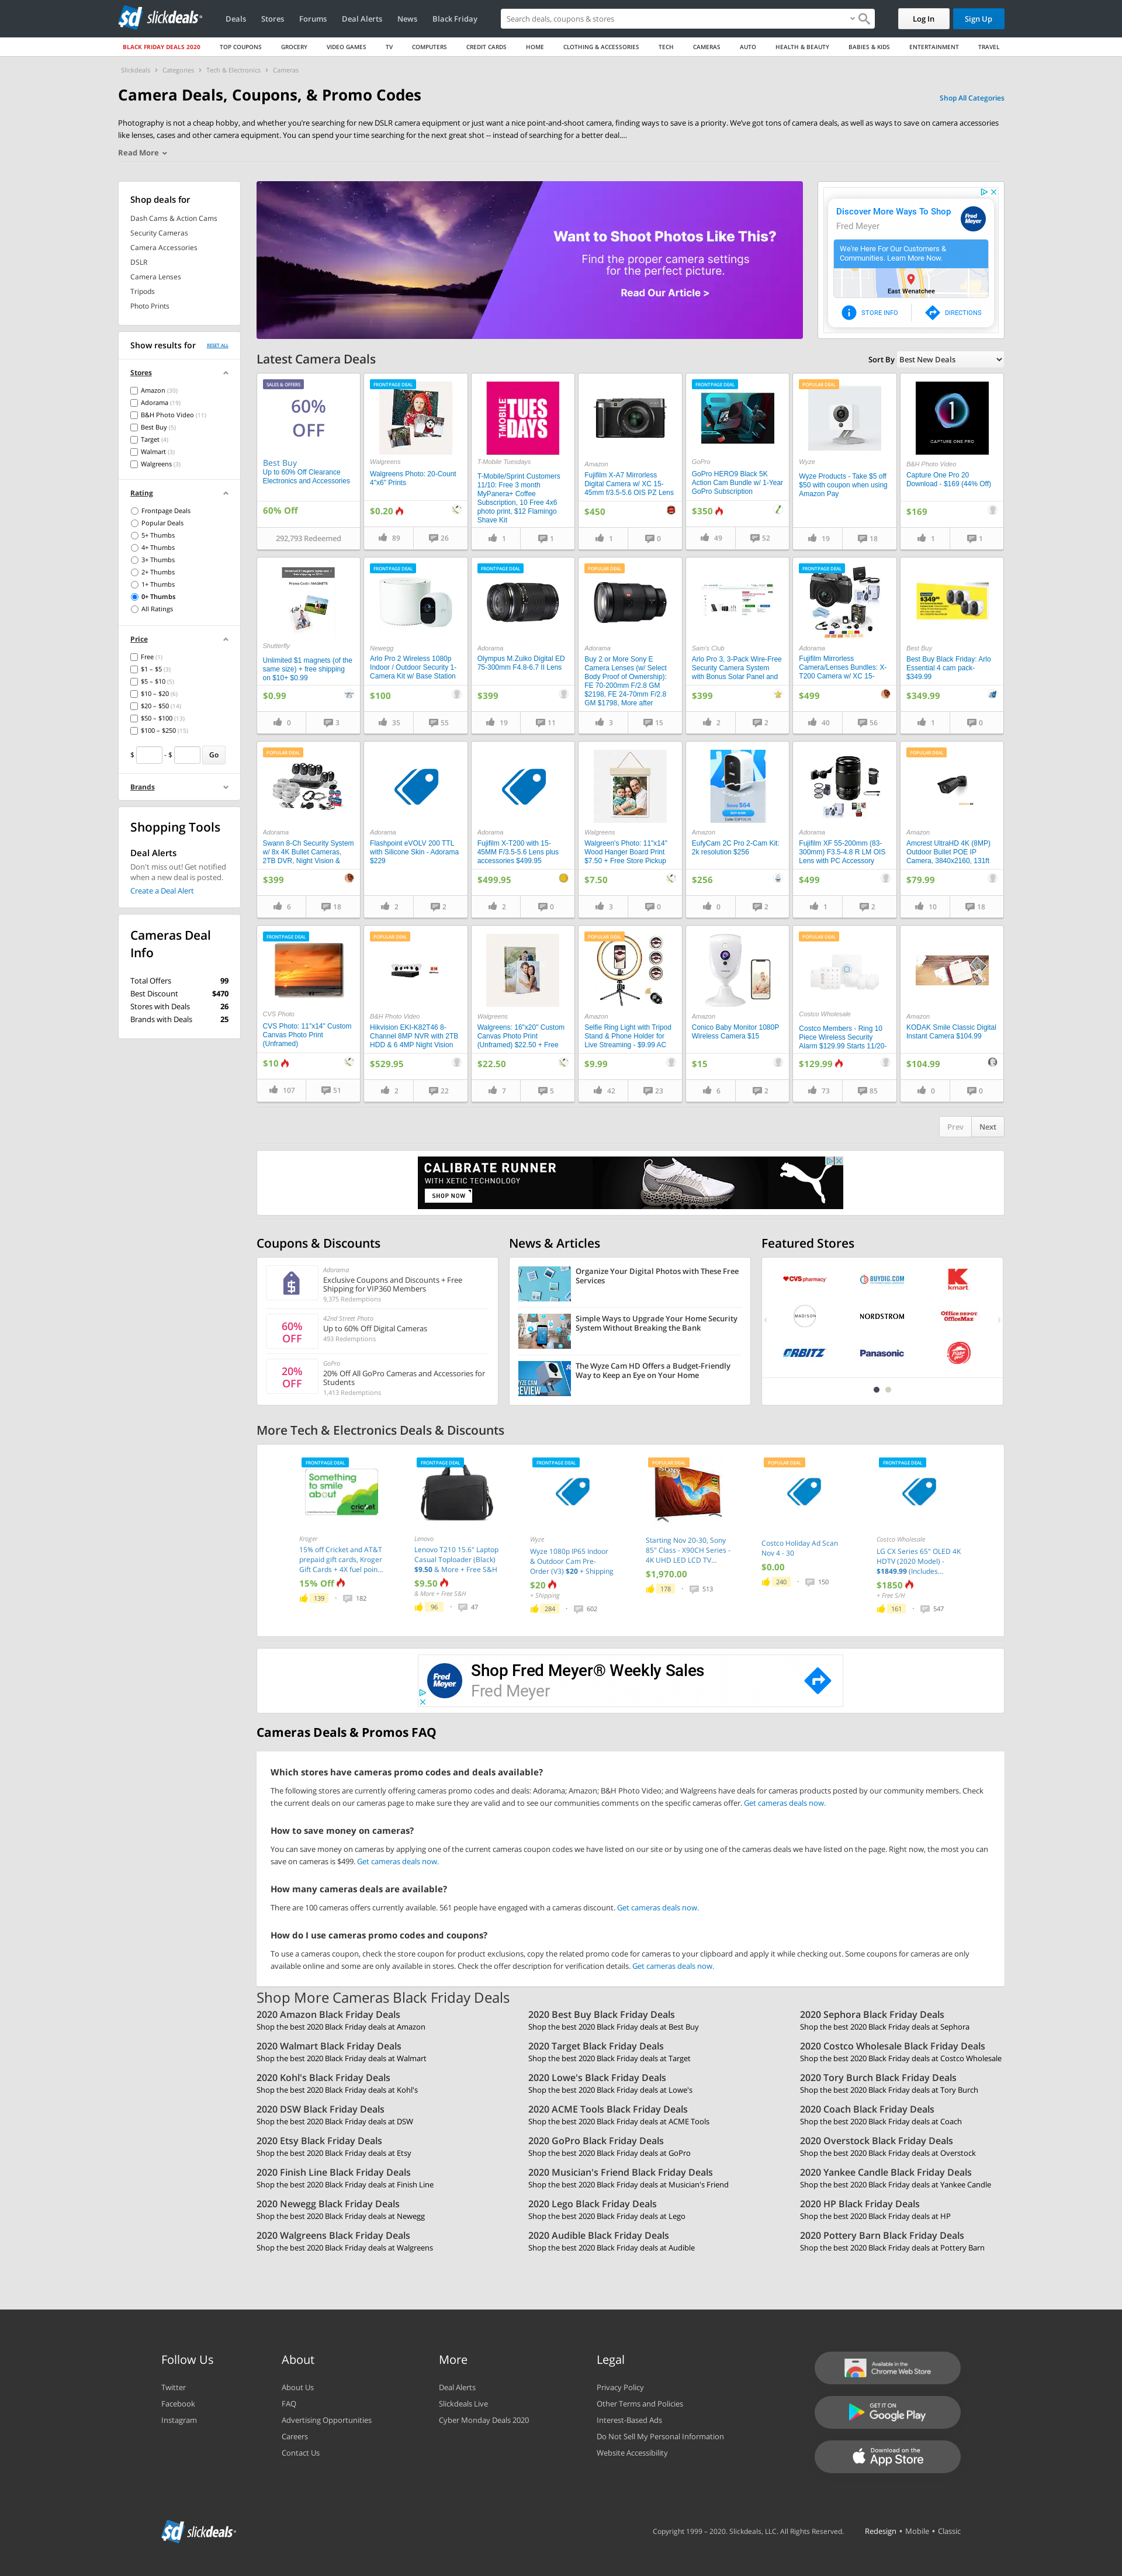 slickdeals
Deals
Stores
Forums
Deal Alerts
News
Black Friday
Search deals, coupons & stores
Log In
Sign Up
BLACK FRIDAY DEALS 2020
TOP COUPONS
GROCERY
VIDEO GAMES
TV
COMPUTERS
CREDIT CARDS
HOME
CLOTHING & ACCESSORIES
TECH
CAMERAS
AUTO
HEALTH & BEAUTY
BABIES & KIDS
ENTERTAINMENT
TRAVEL
Slickdeals > Categories > Tech & Electronics > Cameras
Camera Deals, Coupons, & Promo Codes
Shop All Categories
Photography is not a cheap hobby, and whether you're searching for new DSLR camera equipment or just want a nice point-and-shoot camera, finding ways to save is a priority. We've got tons of camera deals, as well as ways to save on camera accessories
like lenses, cases and other camera equipment. You can spend your time searching for the next great shot -- instead of searching for a better deal....
Read More
Shop deals for
Dash Cams & Action Cams
Security Cameras
Camera Accessories
DSLR
Camera Lenses
Tripods
Photo Prints
Show results for
RESET ALL
Stores
Amazon (30)
Adorama (19)
B&H Photo Video (11)
Best Buy (5)
Target (4)
Walmart (3)
Walgreens (3)
Rating
Frontpage Deals
Popular Deals
5+ Thumbs
4+ Thumbs
3+ Thumbs
2+ Thumbs
1+ Thumbs
0+ Thumbs
All Ratings
Price
Free (1)
$1 – $5 (3)
$5 – $10 (5)
$10 – $20 (6)
$20 – $50 (14)
$50 – $100 (13)
$100 – $250 (15)
$ - $ Go
Brands
Shopping Tools
Deal Alerts
Don't miss out! Get notified
when a new deal is posted.
Create a Deal Alert
Cameras Deal
Info
Total Offers 99
Best Discount $470
Stores with Deals 26
Brands with Deals 25
Want to Shoot Photos Like This?
Find the proper camera settings
for the perfect picture.
Read Our Article >
Discover More Ways To Shop
Fred Meyer
We're Here For Our Customers &
Communities. Learn More Now.
East Wenatchee
STORE INFO
DIRECTIONS
Latest Camera Deals
Sort By Best New Deals
SALES & OFFERS
60%
OFF
Best Buy
Up to 60% Off Clearance
Electronics and Accessories
60% Off
292,793 Redeemed
FRONTPAGE DEAL
Walgreens
Walgreens Photo: 20-Count
4"x6" Prints
$0.20
89
26
T-MOBILE
TUES
DAYS
T-Mobile Tuesdays
T-Mobile/Sprint Customers
11/10: Free 3 month
MyPanera+ Coffee
Subscription, 10 Free 4x6
photo print, $12 Flamingo
Shave Kit
1
1
Amazon
Fujifilm X-A7 Mirrorless
Digital Camera w/ XC 15-
45mm f/3.5-5.6 OIS PZ Lens
$450
1
0
FRONTPAGE DEAL
GoPro
GoPro HERO9 Black 5K
Action Cam Bundle w/ 1-Year
GoPro Subscription
$350
49
52
POPULAR DEAL
Wyze
Wyze Products - Take $5 off
$50 with coupon when using
Amazon Pay
19
18
1
CAPTURE ONE PRO
B&H Photo Video
Capture One Pro 20
Download - $169 (44% Off)
$169
1
1
Shutterfly
Unlimited $1 magnets (of the
same size) + free shipping
on $10+ $0.99
$0.99
0
3
FRONTPAGE DEAL
Newegg
Arlo Pro 2 Wireless 1080p
Indoor / Outdoor Security 1-
Camera Kit w/ Base Station
$100
35
55
FRONTPAGE DEAL
Adorama
Olympus M.Zuiko Digital ED
75-300mm F4.8-6.7 II Lens
$399
19
11
POPULAR DEAL
Adorama
Buy 2 or More Sony E
Camera Lenses (w/ Select
Body Proof of Ownership):
FE 70-200mm F/2.8 GM
$2198, FE 24-70mm F/2.8
GM $1798, More after
3
15
Sam's Club
Arlo Pro 3, 3-Pack Wire-Free
Security Camera System
with Bonus Solar Panel and
$399
2
2
FRONTPAGE DEAL
Adorama
Fujifilm Mirrorless
Camera/Lenses Bundles: X-
T200 Camera w/ XC 15-
$499
40
56
Best Buy
Best Buy Black Friday: Arlo
Essential 4 cam pack-
$349.99
$349.99
1
0
POPULAR DEAL
Adorama
Swann 8-Ch Security System
w/ 8x 4K Bullet Cameras,
2TB DVR, Night Vision &
$399
6
18
Adorama
Flashpoint eVOLV 200 TTL
with Silicone Skin - Adorama
$229
2
2
Adorama
Fujifilm X-T200 with 15-
45MM F/3.5-5.6 Lens plus
accessories $499.95
$499.95
2
0
Walgreens
Walgreen's Photo: 11"x14"
Wood Hanger Board Print
$7.50 + Free Store Pickup
$7.50
3
0
Save $64
Amazon
EufyCam 2C Pro 2-Cam Kit:
2k resolution $256
$256
0
2
Adorama
Fujifilm XF 55-200mm (83-
300mm) F3.5-4.8 R LM OIS
Lens with PC Accessory
$499
1
2
POPULAR DEAL
Amazon
Amcrest UltraHD 4K (8MP)
Outdoor Bullet POE IP
Camera, 3840x2160, 131ft
$79.99
10
18
FRONTPAGE DEAL
CVS Photo
CVS Photo: 11"x14" Custom
Canvas Photo Print
(Unframed)
$10
107
51
POPULAR DEAL
B&H Photo Video
Hikvision EKI-K82T46 8-
Channel 8MP NVR with 2TB
HDD & 6 4MP Night Vision
$529.95
2
22
Walgreens
Walgreens: 16"x20" Custom
Canvas Photo Print
(Unframed) $22.50 + Free
$22.50
7
5
POPULAR DEAL
Amazon
Selfie Ring Light with Tripod
Stand & Phone Holder for
Live Streaming - $9.99 AC
$9.99
42
23
Amazon
Conico Baby Monitor 1080P
Wireless Camera $15
$15
6
2
POPULAR DEAL
Costco Wholesale
Costco Members - Ring 10
Piece Wireless Security
Alarm $129.99 Starts 11/20-
$129.99
73
85
Amazon
KODAK Smile Classic Digital
Instant Camera $104.99
$104.99
0
0
Prev
Next
CALIBRATE RUNNER
WITH XETIC TECHNOLOGY
SHOP NOW
Coupons & Discounts
$
Adorama
Exclusive Coupons and Discounts + Free
Shipping for VIP360 Members
9,375 Redemptions
60%
OFF
42nd Street Photo
Up to 60% Off Digital Cameras
493 Redemptions
20%
OFF
GoPro
20% Off All GoPro Cameras and Accessories for
Students
1,413 Redemptions
News & Articles
Organize Your Digital Photos with These Free
Services
Simple Ways to Upgrade Your Home Security
System Without Breaking the Bank
WYZE CAM
REVIEW
The Wyze Cam HD Offers a Budget-Friendly
Way to Keep an Eye on Your Home
Featured Stores
CVS pharmacy
BUYDIG.COM
kmart
MADISON
NORDSTROM
Office DEPOT
OfficeMax
ORBITZ
Panasonic
Pizza Hut
More Tech & Electronics Deals & Discounts
FRONTPAGE DEAL
Something
to smile
about
cricket
Kroger
15% off Cricket and AT&T
prepaid gift cards, Kroger
Gift Cards + 4X fuel poin...
15% Off
139
182
FRONTPAGE DEAL
Lenovo
Lenovo T210 15.6" Laptop
Casual Toploader (Black)
$9.50 & More + Free S&H
$9.50
& More + Free S&H
96
47
FRONTPAGE DEAL
Wyze
Wyze 1080p IP65 Indoor
& Outdoor Cam Pre-
Order (V3) $20 + Shipping
$20
+ Shipping
284
602
POPULAR DEAL
Starting Nov 20-30, Sony
85" Class - X90CH Series -
4K UHD LED LCD TV...
$1,970.00
178
513
POPULAR DEAL
Costco Holiday Ad Scan
Nov 4 - 30
$0.00
240
150
FRONTPAGE DEAL
Costco Wholesale
LG CX Series 65" OLED 4K
HDTV (2020 Model) -
$1849.99 (Includes...
$1850
+ Free S/H
161
547
Fred
Meyer
Shop Fred Meyer® Weekly Sales
Fred Meyer
Cameras Deals & Promos FAQ
Which stores have cameras promo codes and deals available?
The following stores are currently offering cameras promo codes and deals: Adorama; Amazon; B&H Photo Video; and Walgreens have deals for cameras products posted by our community members. Check
the current deals on our cameras page to make sure they are valid and to see our communities comments on the specific cameras offer. Get cameras deals now.
How to save money on cameras?
You can save money on cameras by applying one of the current cameras coupon codes we have listed on our site or by using one of the cameras deals we have listed on the page. Right now, the most you can
save on cameras is $499. Get cameras deals now.
How many cameras deals are available?
There are 100 cameras offers currently available. 561 people have engaged with a cameras discount. Get cameras deals now.
How do I use cameras promo codes and coupons?
To use a cameras coupon, check the store coupon for product exclusions, copy the related promo code for cameras to your clipboard and apply it while checking out. Some coupons for cameras are only
available online and some are only available in stores. Check the offer description for verification details. Get cameras deals now.
Shop More Cameras Black Friday Deals
2020 Amazon Black Friday Deals
Shop the best 2020 Black Friday deals at Amazon
2020 Best Buy Black Friday Deals
Shop the best 2020 Black Friday deals at Best Buy
2020 Sephora Black Friday Deals
Shop the best 2020 Black Friday deals at Sephora
2020 Walmart Black Friday Deals
Shop the best 2020 Black Friday deals at Walmart
2020 Target Black Friday Deals
Shop the best 2020 Black Friday deals at Target
2020 Costco Wholesale Black Friday Deals
Shop the best 2020 Black Friday deals at Costco Wholesale
2020 Kohl's Black Friday Deals
Shop the best 2020 Black Friday deals at Kohl's
2020 Lowe's Black Friday Deals
Shop the best 2020 Black Friday deals at Lowe's
2020 Tory Burch Black Friday Deals
Shop the best 2020 Black Friday deals at Tory Burch
2020 DSW Black Friday Deals
Shop the best 2020 Black Friday deals at DSW
2020 ACME Tools Black Friday Deals
Shop the best 2020 Black Friday deals at ACME Tools
2020 Coach Black Friday Deals
Shop the best 2020 Black Friday deals at Coach
2020 Etsy Black Friday Deals
Shop the best 2020 Black Friday deals at Etsy
2020 GoPro Black Friday Deals
Shop the best 2020 Black Friday deals at GoPro
2020 Overstock Black Friday Deals
Shop the best 2020 Black Friday deals at Overstock
2020 Finish Line Black Friday Deals
Shop the best 2020 Black Friday deals at Finish Line
2020 Musician's Friend Black Friday Deals
Shop the best 2020 Black Friday deals at Musician's Friend
2020 Yankee Candle Black Friday Deals
Shop the best 2020 Black Friday deals at Yankee Candle
2020 Newegg Black Friday Deals
Shop the best 2020 Black Friday deals at Newegg
2020 Lego Black Friday Deals
Shop the best 2020 Black Friday deals at Lego
2020 HP Black Friday Deals
Shop the best 2020 Black Friday deals at HP
2020 Walgreens Black Friday Deals
Shop the best 2020 Black Friday deals at Walgreens
2020 Audible Black Friday Deals
Shop the best 2020 Black Friday deals at Audible
2020 Pottery Barn Black Friday Deals
Shop the best 2020 Black Friday deals at Pottery Barn
Follow Us
Twitter
Facebook
Instagram
About
About Us
FAQ
Advertising Opportunities
Careers
Contact Us
More
Deal Alerts
Slickdeals Live
Cyber Monday Deals 2020
Legal
Privacy Policy
Other Terms and Policies
Interest-Based Ads
Do Not Sell My Personal Information
Website Accessibility
Available in the
Chrome Web Store
GET IT ON
Google Play
Download on the
App Store
slickdeals
Copyright 1999 – 2020. Slickdeals, LLC. All Rights Reserved.
Redesign • Mobile • Classic